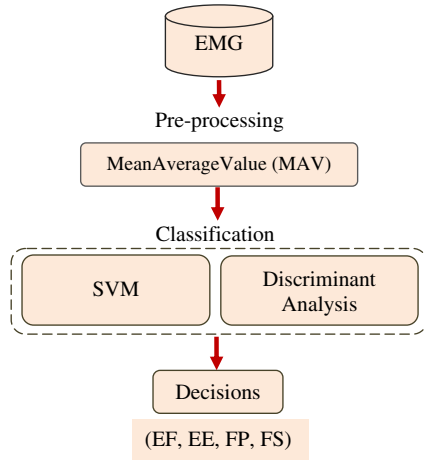 EMG
Pre-processing
MeanAverageValue (MAV)
Classification
SVM
Discriminant
Analysis
Decisions
(EF, EE, FP, FS)